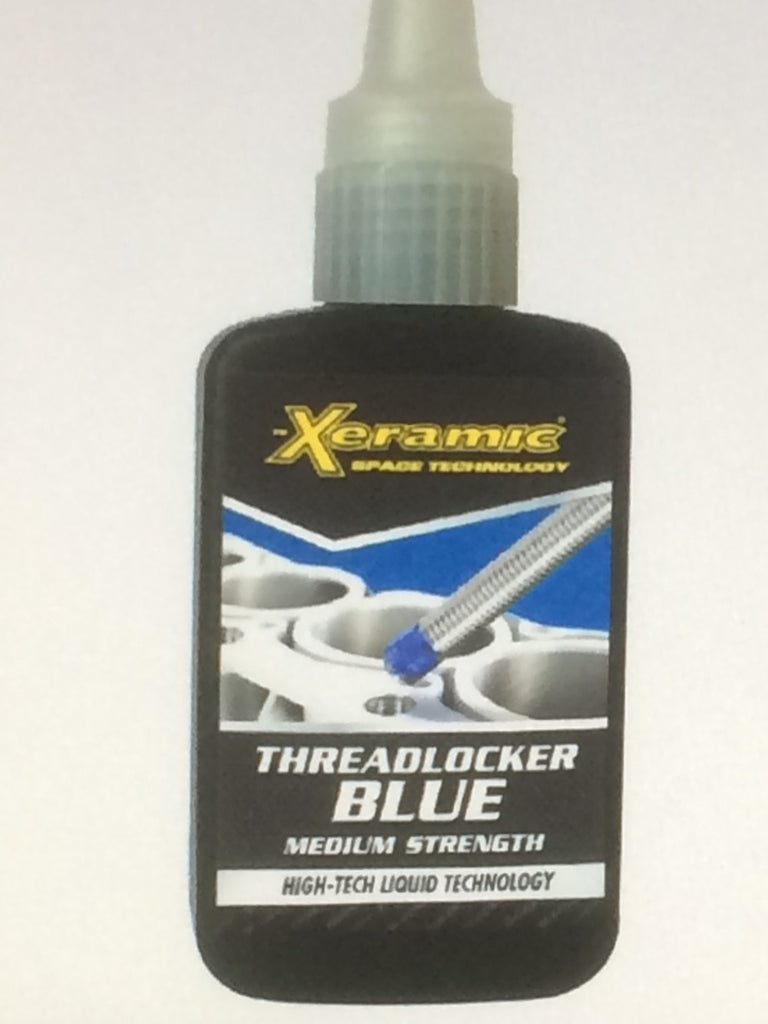 Xeramic®
SPACE TECHNOLOGY
THREADLOCKER
BLUE
MEDIUM STRENGTH
HIGH-TECH LIQUID TECHNOLOGY